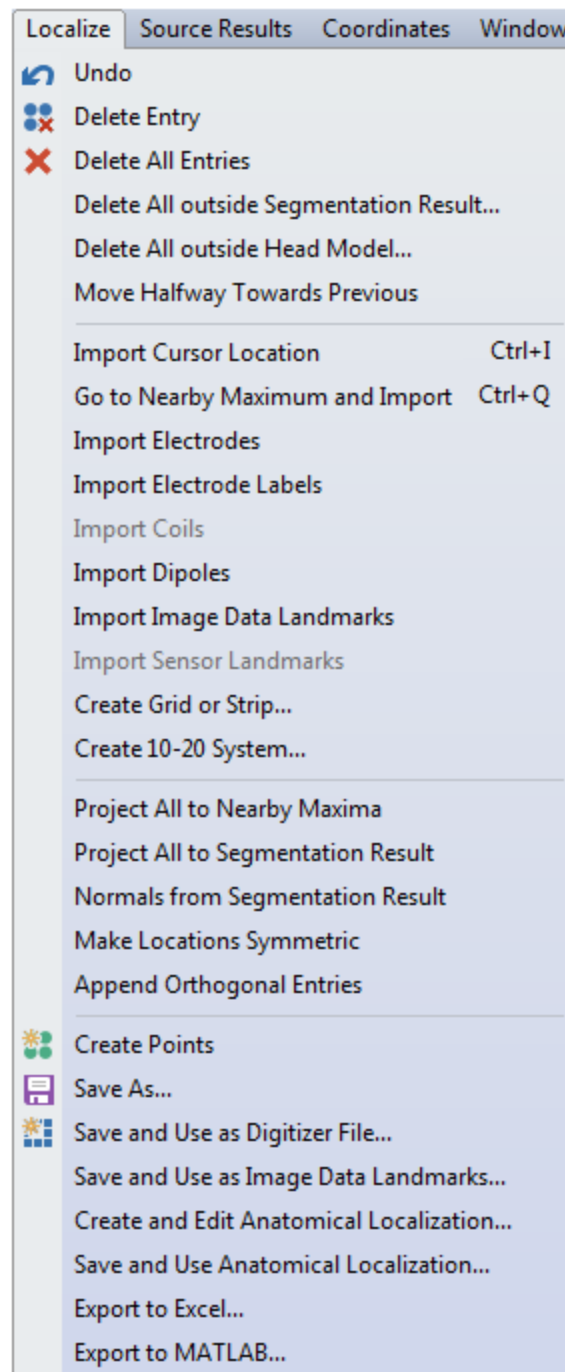 Localize Source Results Coordinates Window
Undo
Delete Entry
Delete All Entries
Delete All outside Segmentation Result...
Delete All outside Head Model...
Move Halfway Towards Previous
Import Cursor Location Ctrl+I
Go to Nearby Maximum and Import Ctrl+Q
Import Electrodes
Import Electrode Labels
Import Coils
Import Dipoles
Import Image Data Landmarks
Import Sensor Landmarks
Create Grid or Strip...
Create 10-20 System...
Project All to Nearby Maxima
Project All to Segmentation Result
Normals from Segmentation Result
Make Locations Symmetric
Append Orthogonal Entries
Create Points
Save As...
Save and Use as Digitizer File...
Save and Use as Image Data Landmarks...
Create and Edit Anatomical Localization...
Save and Use Anatomical Localization...
Export to Excel...
Export to MATLAB...